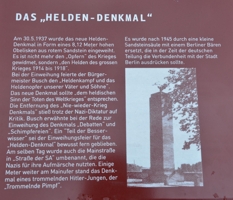 DAS „HELDEN-DENKMAL“
Am 30.5.1937 wurde das neue Helden-
Denkmal in Form eines 8,12 Meter hohen
Obelisken aus rotem Sandstein eingeweiht.
Es ist nicht mehr den "Opfern" des Krieges
gewidmet, sondern „den Helden des grossen
Krieges 1914 bis 1918“.
Bei der Einweihung feierte der Bürger-
meister Busch den „Heldenkampf und das
Heldenopfer unserer Väter und Söhne“.
Das neue Denkmal sollte „dem heldischen
Sinn der Toten des Weltkriegs" entsprechen.
Die Entfernung des „Nie-wieder-Krieg
Denkmals" stieß trotz der Nazi-Diktatur auf
Kritik. Busch erwähnte bei der Rede zur
Einweihung des Denkmals „Debatten“ und
„Schimpfereien“. Ein "Teil der Besser-
wisser" sei der Einweihungsfeier für das
„Helden-Denkmal“ bewusst fern geblieben.
Am selben Tag wurde auch die Mainstraße
in "Straße der SA" umbenannt, die die
Nazis für ihre Aufmärsche nutzten. Einige
Meter weiter am Mainufer stand das Denk-
mal eines trommelnden Hitler-Jungen, der
„Trommelnde Pimpf“.
Es wurde nach 1945 durch eine kleine
Sandsteinsäule mit einem Berliner Bären
ersetzt, die in der Zeit der deutschen
Teilung die Verbundenheit mit der Stadt
Berlin ausdrücken sollte.